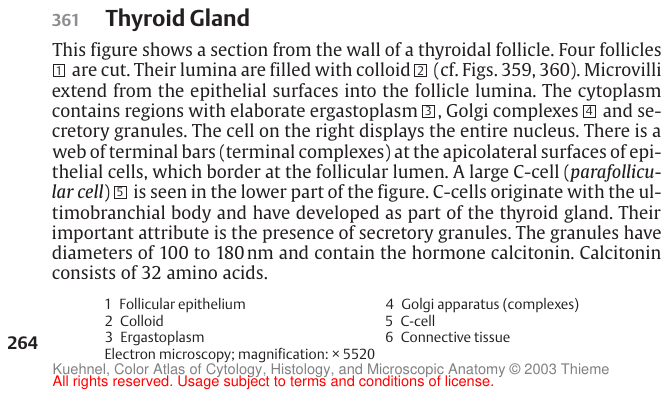 361 Thyroid Gland
This figure shows a section from the wall of a thyroidal follicle. Four follicles
1 are cut. Their lumina are filled with colloid 2 (cf. Figs. 359, 360). Microvilli
extend from the epithelial surfaces into the follicle lumina. The cytoplasm
contains regions with elaborate ergastoplasm 3, Golgi complexes 4 and se-
cretory granules. The cell on the right displays the entire nucleus. There is a
web of terminal bars (terminal complexes) at the apicolateral surfaces of epi-
thelial cells, which border at the follicular lumen. A large C-cell (parafollicu-
lar cell) 5 is seen in the lower part of the figure. C-cells originate with the ul-
timobranchial body and have developed as part of the thyroid gland. Their
important attribute is the presence of secretory granules. The granules have
diameters of 100 to 180 nm and contain the hormone calcitonin. Calcitonin
consists of 32 amino acids.
1 Follicular epithelium
2 Colloid
3 Ergastoplasm
4 Golgi apparatus (complexes)
5 C-cell
6 Connective tissue
Electron microscopy; magnification: × 5520
264
Kuehnel, Color Atlas of Cytology, Histology, and Microscopic Anatomy © 2003 Thieme
All rights reserved. Usage subject to terms and conditions of license.